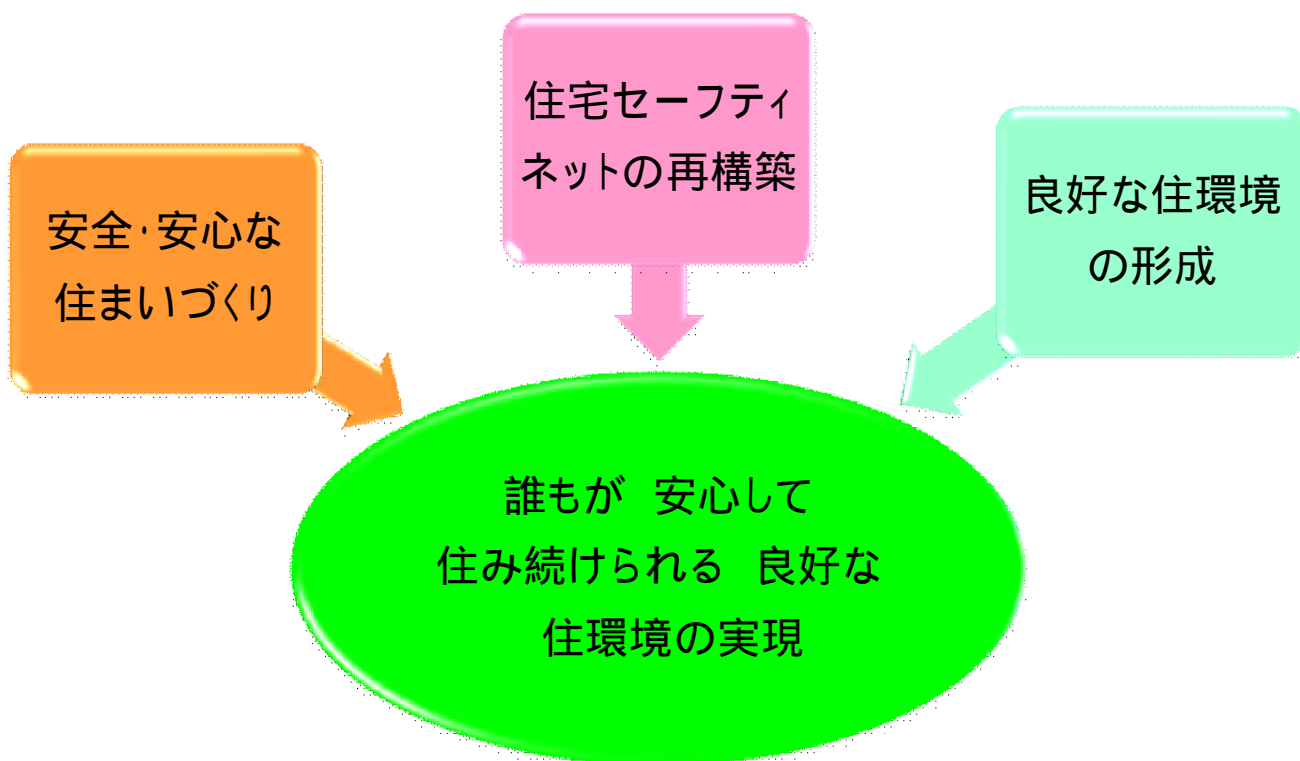 住宅セーフティ
ネットの再構築
安全・安心な
住まいづくり
良好な住環境
の形成
誰もが 安心して
住み続けられる 良好な
住環境の実現